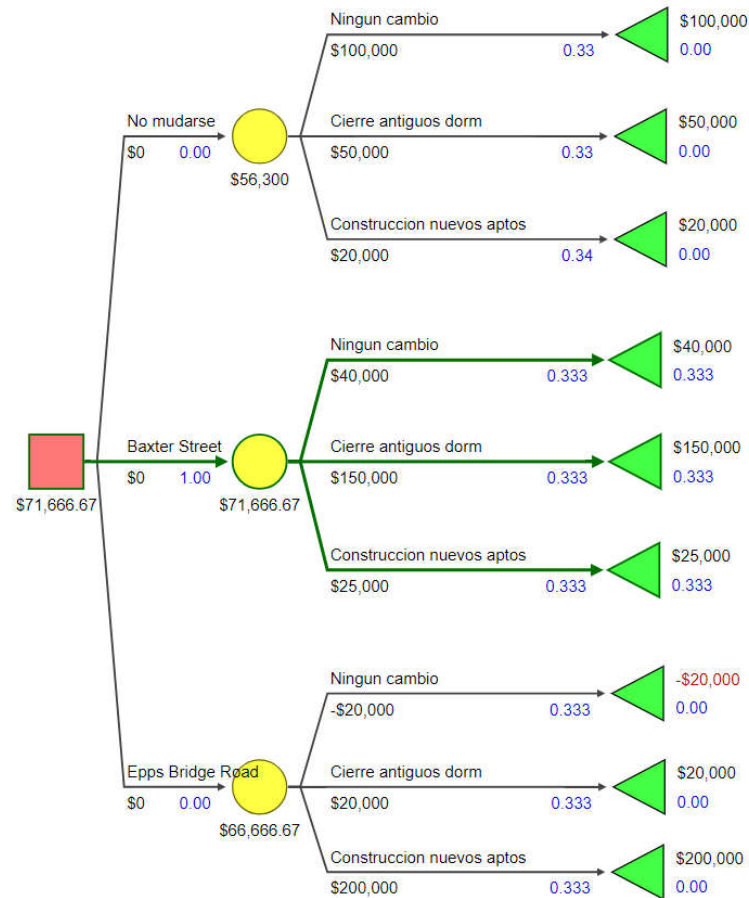 Ningun cambio
$100,000 0.33
$100,000
0.00
No mudarse
$0 0.00
$56,300
Cierre antiguos dorm
$50,000 0.33
$50,000
0.00
Construccion nuevos aptos
$20,000 0.34
$20,000
0.00
Ningun cambio
$40,000 0.333
$40,000
0.333
$71,666.67
Baxter Street
$0 1.00
$71,666.67
Cierre antiguos dorm
$150,000 0.333
$150,000
0.333
Construccion nuevos aptos
$25,000 0.333
$25,000
0.333
Ningun cambio
-$20,000 0.333
-$20,000
0.00
Epps Bridge Road
$0 0.00
$66,666.67
Cierre antiguos dorm
$20,000 0.333
$20,000
0.00
Construccion nuevos aptos
$200,000 0.333
$200,000
0.00